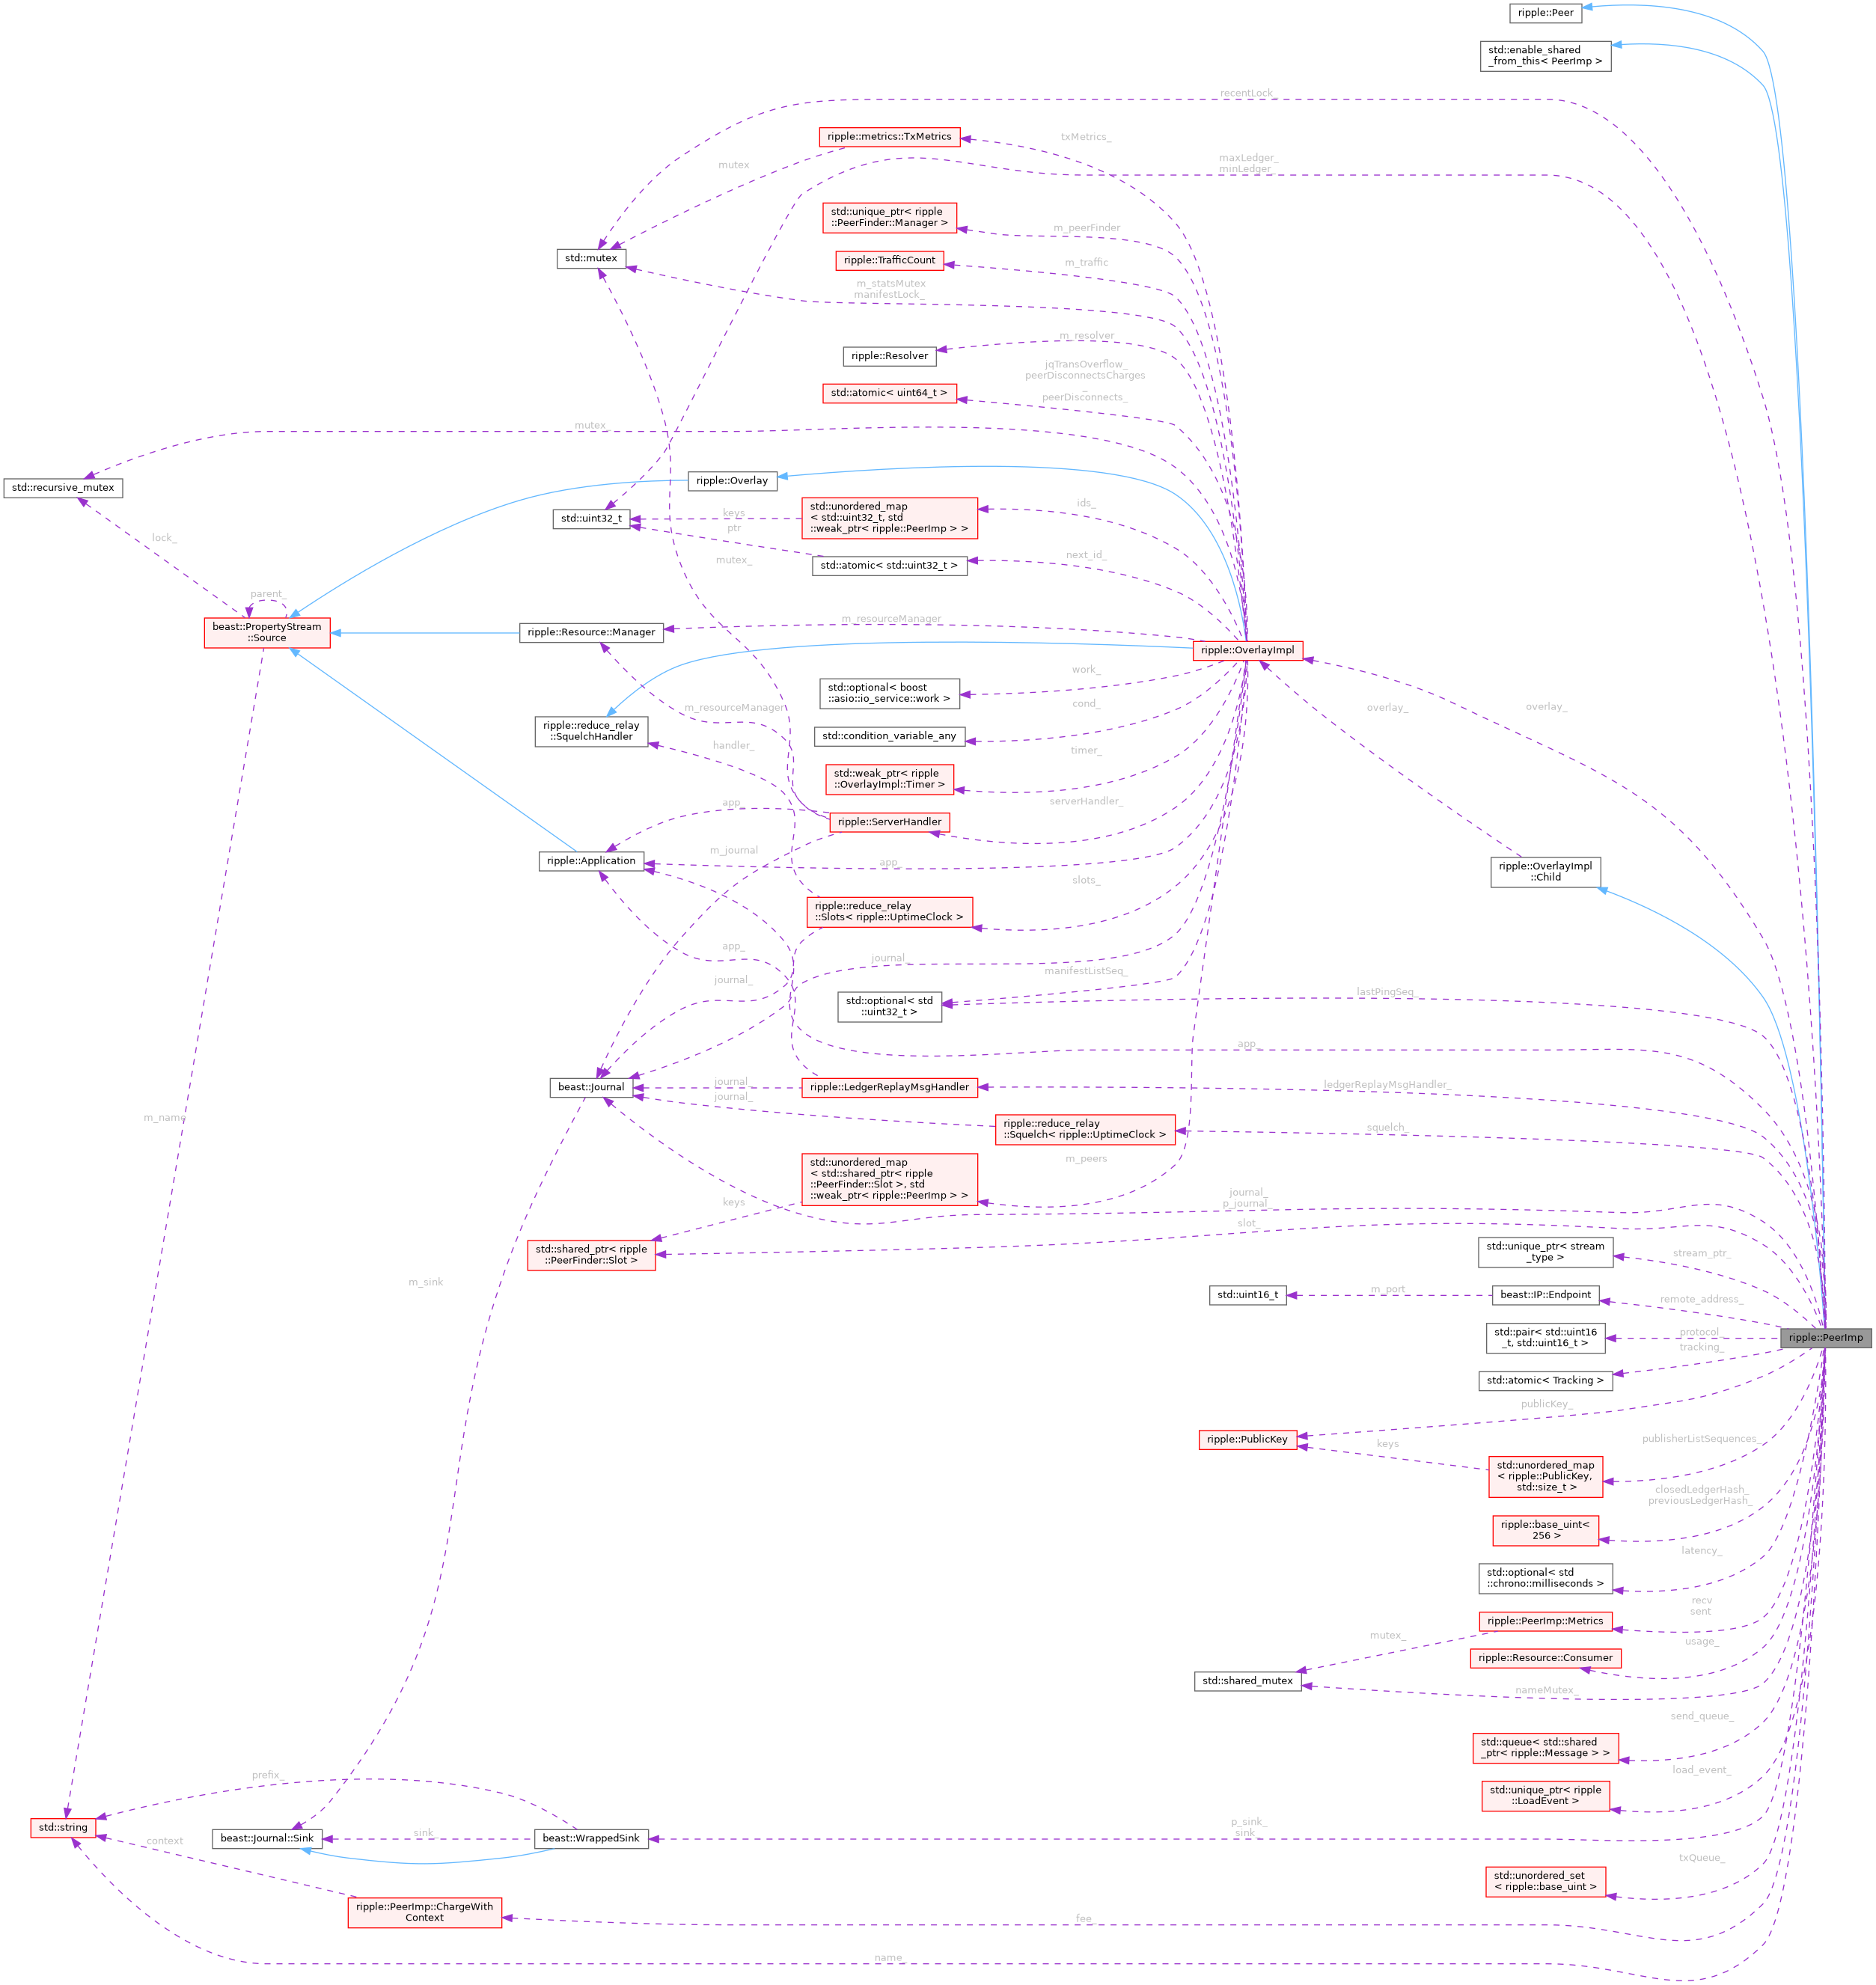 ripple::Peer
std::enable_shared
_from_this< PeerImp >
recentLock_
ripple::metrics::TxMetrics
txMetrics_
mutex
maxLedger_
minLedger_
std::unique_ptr< ripple
::PeerFinder::Manager >
m_peerFinder
std::mutex
ripple::TrafficCount
m_traffic
m_statsMutex
manifestLock_
ripple::Resolver
m_resolver
std::atomic< uint64_t >
jqTransOverflow_
peerDisconnectsCharges
_
peerDisconnects_
mutex_
std::recursive_mutex
ripple::Overlay
std::unordered_map
< std::uint32_t, std
::weak_ptr< ripple::PeerImp > >
ids_
std::uint32_t
keys
ptr
lock_
mutex_
std::atomic< std::uint32_t >
next_id_
parent_
beast::PropertyStream
::Source
ripple::Resource::Manager
m_resourceManager
ripple::OverlayImpl
std::optional< boost
::asio::io_service::work >
work_
overlay_
overlay_
ripple::reduce_relay
::SquelchHandler
m_resourceManager
handler_
std::condition_variable_any
cond_
std::weak_ptr< ripple
::OverlayImpl::Timer >
timer_
app_
ripple::ServerHandler
serverHandler_
ripple::Application
m_journal
app_
ripple::OverlayImpl
::Child
ripple::reduce_relay
::Slots< ripple::UptimeClock >
slots_
app_
journal_
journal_
std::optional< std
::uint32_t >
manifestListSeq_
lastPingSeq_
app_
beast::Journal
journal_
journal_
ripple::LedgerReplayMsgHandler
ledgerReplayMsgHandler_
m_name
ripple::reduce_relay
::Squelch< ripple::UptimeClock >
squelch_
std::unordered_map
< std::shared_ptr< ripple
::PeerFinder::Slot >, std
::weak_ptr< ripple::PeerImp > >
m_peers
keys
journal_
p_journal_
slot_
std::shared_ptr< ripple
::PeerFinder::Slot >
std::unique_ptr< stream
_type >
stream_ptr_
m_sink
std::uint16_t
m_port
beast::IP::Endpoint
remote_address_
std::pair< std::uint16
_t, std::uint16_t >
protocol_
ripple::PeerImp
tracking_
std::atomic< Tracking >
publicKey_
ripple::PublicKey
keys
std::unordered_map
< ripple::PublicKey,
std::size_t >
publisherListSequences_
closedLedgerHash_
previousLedgerHash_
ripple::base_uint<
256 >
std::optional< std
::chrono::milliseconds >
latency_
ripple::PeerImp::Metrics
recv
sent
mutex_
ripple::Resource::Consumer
usage_
std::shared_mutex
nameMutex_
std::queue< std::shared
_ptr< ripple::Message > >
send_queue_
prefix_
std::unique_ptr< ripple
::LoadEvent >
load_event_
std::string
beast::Journal::Sink
sink_
beast::WrappedSink
p_sink_
sink_
context
std::unordered_set
< ripple::base_uint >
txQueue_
ripple::PeerImp::ChargeWith
Context
fee_
name_